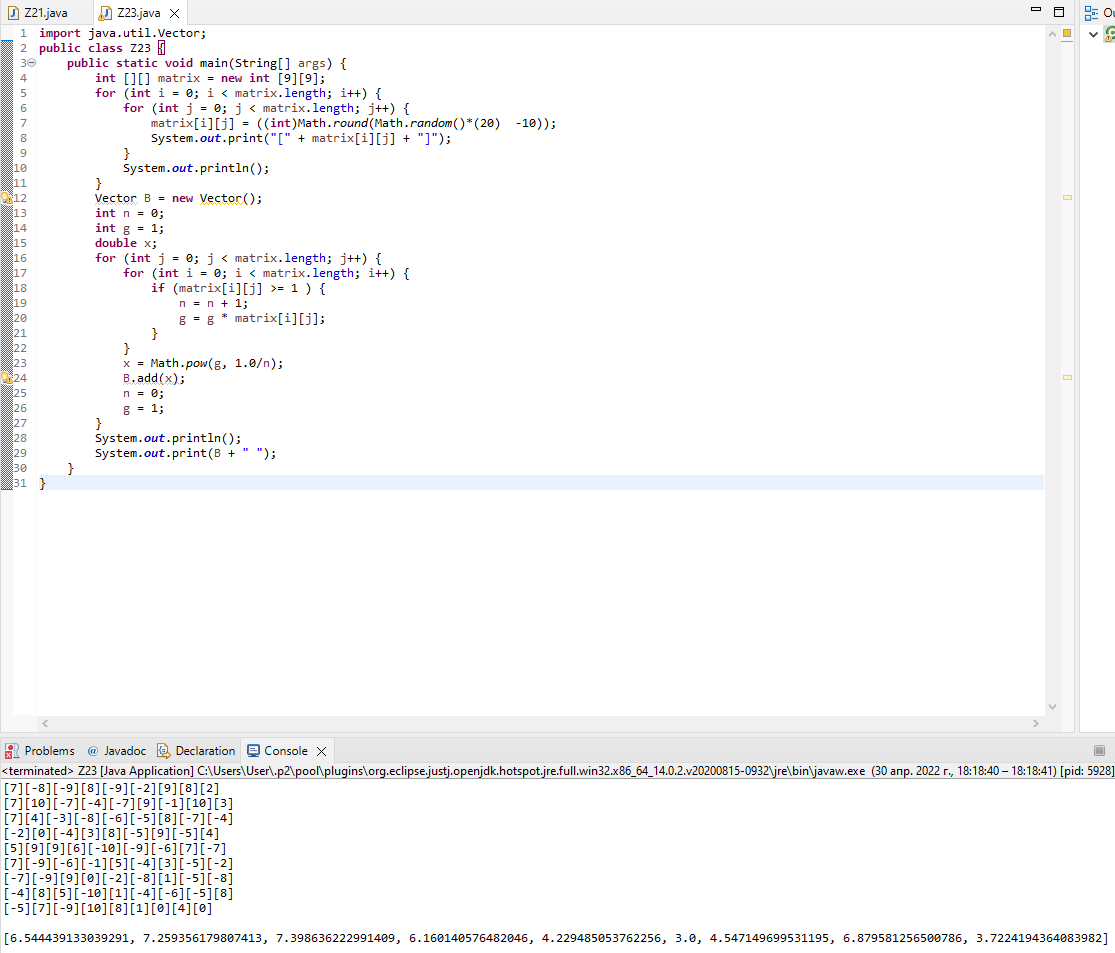 Z21.java Z23.java Ou
1 import java.util.Vector;
2 public class Z23 {
3 public static void main(String[] args) {
4 int [][] matrix = new int [9][9];
5 for (int i = 0; i < matrix.length; i++) {
6 for (int j = 0; j < matrix.length; j++) {
7 matrix[i][j] = ((int)Math.round(Math.random()*(20)  -10));
8 System.out.print("[" + matrix[i][j] + "]");
9 }
10 System.out.println();
11 }
12 Vector B = new Vector();
13 int n = 0;
14 int g = 1;
15 double x;
16 for (int j = 0; j < matrix.length; j++) {
17 for (int i = 0; i < matrix.length; i++) {
18 if (matrix[i][j] >= 1 ) {
19 n = n + 1;
20 g = g * matrix[i][j];
21 }
22 }
23 x = Math.pow(g, 1.0/n);
24 B.add(x);
25 n = 0;
26 g = 1;
27 }
28 System.out.println();
29 System.out.print(B + " ");
30 }
31 }
Problems @ Javadoc Declaration Console
<terminated> Z23 [Java Application] C:\Users\User\.p2\pool\plugins\org.eclipse.justj.openjdk.hotspot.jre.full.win32.x86_64_14.0.2.v20200815-0932\jre\bin\javaw.exe (30 апр. 2022 г., 18:18:40 – 18:18:41) [pid: 5928]
[7][-8][-9][8][-9][-2][9][8][2]
[7][10][-7][-4][-7][9][-1][10][3]
[7][4][-3][-8][-6][-5][8][-7][-4]
[-2][0][-4][3][8][-5][9][-5][4]
[5][9][9][6][-10][-9][-6][7][-7]
[7][-9][-6][-1][5][-4][3][-5][-2]
[-7][-9][9][0][-2][-8][1][-5][-8]
[-4][8][5][-10][1][-4][-6][-5][8]
[-5][7][-9][10][8][1][0][4][0]
[6.544439133039291, 7.259356179807413, 7.398636222991409, 6.160140576482046, 4.229485053762256, 3.0, 4.547149699531195, 6.879581256500786, 3.7224194364083982]